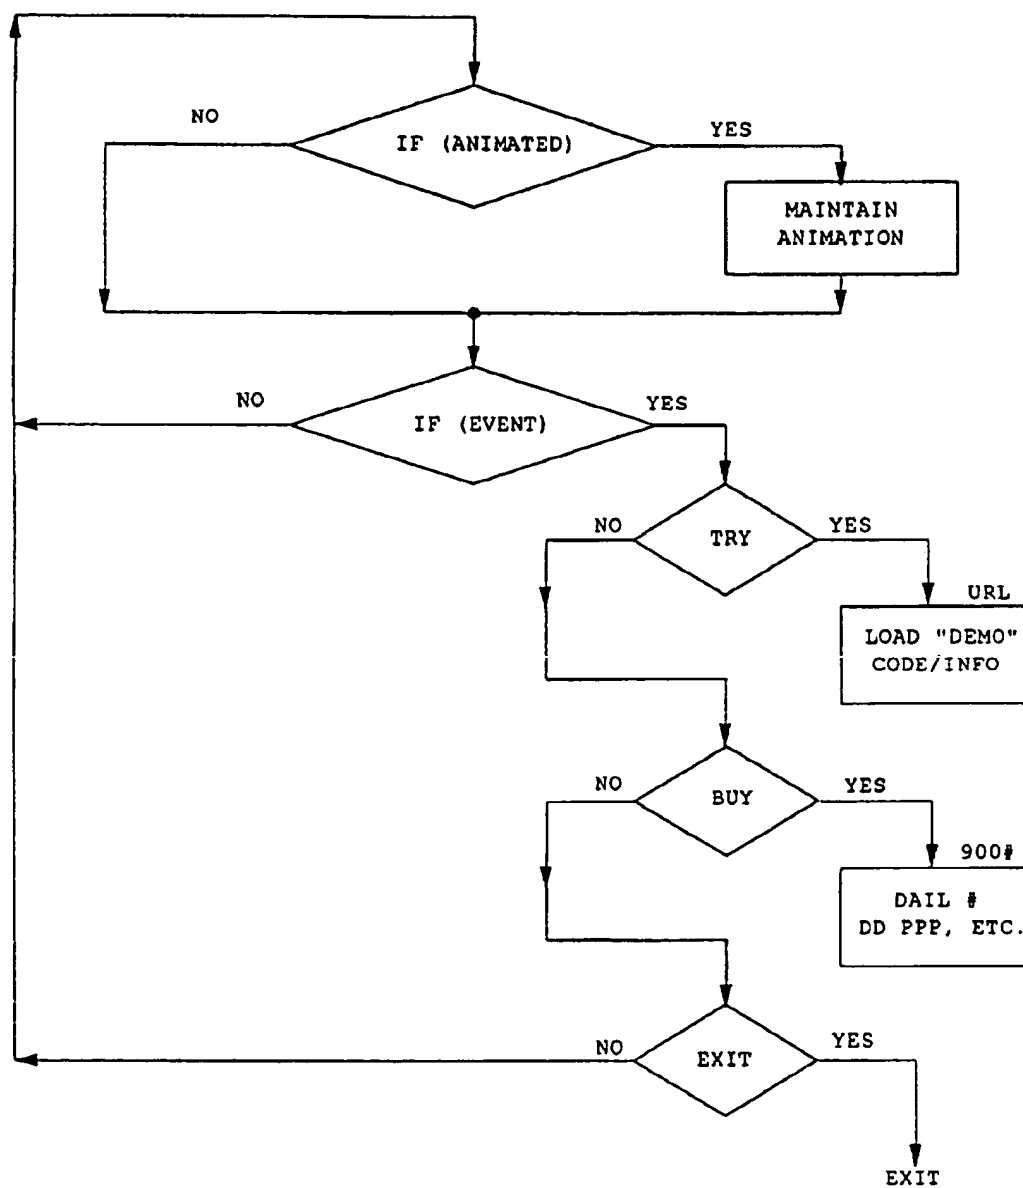 NO
IF (ANIMATED)
YES
MAINTAIN
ANIMATION
NO
IF (EVENT)
YES
NO
TRY
YES
URL
LOAD "DEMO"
CODE/INFO
NO
BUY
YES
900#
DAIL #
DD PPP, ETC.
NO
EXIT
YES
EXIT